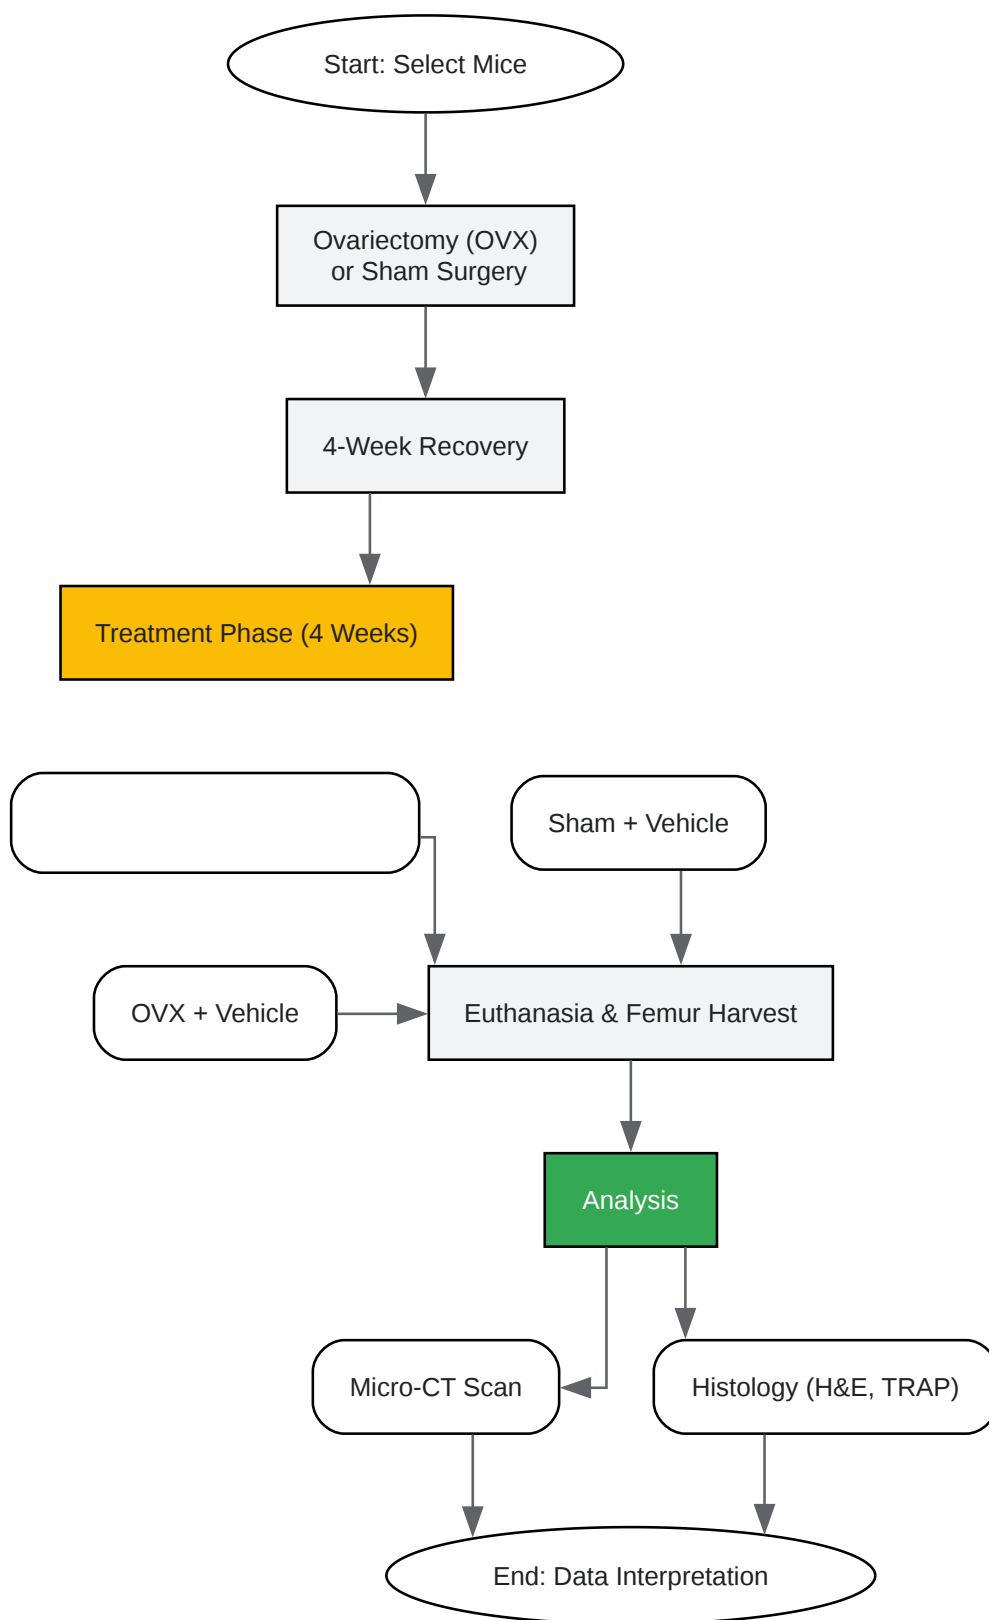 Start: Select Mice
Ovariectomy (OVX)
or Sham Surgery
4-Week Recovery
Treatment Phase (4 Weeks)
Sham + Vehicle
OVX + Vehicle
Euthanasia & Femur Harvest
Analysis
Micro-CT Scan
Histology (H&E, TRAP)
End: Data Interpretation